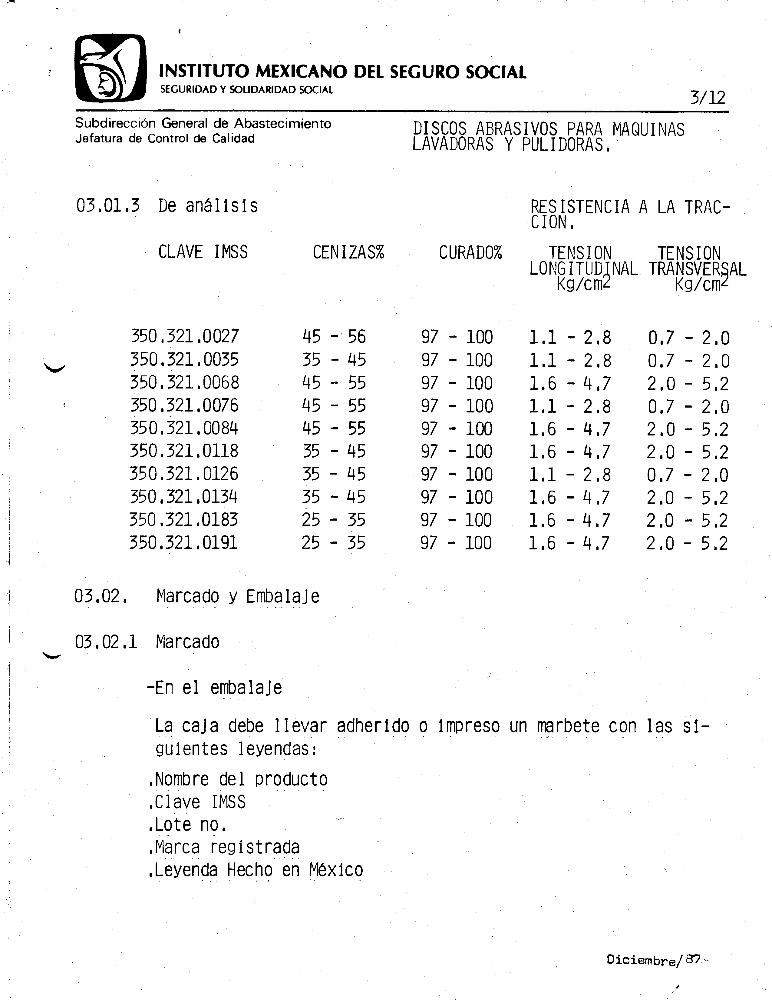 INSTITUTO MEXICANO DEL SEGURO SOCIAL
SEGURIDAD Y SOLIDARIDAD SOCIAL
3/12
Subdirección General de Abastecimiento
Jefatura de Control de Calidad
DISCOS ABRASIVOS PARA MAQUINAS
LAVADORAS Y PULIDORAS.
03.01.3 De análisis
RESISTENCIA A LA TRAC-
CION.
CLAVE IMSS CENIZAS% CURADO% TENSION TENSION
LONGITUDINAL TRANSVERSAL
Kg/cm2 Kg/cm2
350.321.0027 45 - 56 97 - 100 1.1 - 2.8 0.7 - 2.0
350.321.0035 35 - 45 97 - 100 1.1 - 2.8 0.7 - 2.0
350.321.0068 45 - 55 97 - 100 1.6 - 4.7 2.0 - 5.2
350.321.0076 45 - 55 97 - 100 1.1 - 2.8 0.7 - 2.0
350.321.0084 45 - 55 97 - 100 1.6 - 4.7 2.0 - 5.2
350.321.0118 35 - 45 97 - 100 1.6 - 4.7 2.0 - 5.2
350.321.0126 35 - 45 97 - 100 1.1 - 2.8 0.7 - 2.0
350.321.0134 35 - 45 97 - 100 1.6 - 4.7 2.0 - 5.2
350.321.0183 25 - 35 97 - 100 1.6 - 4.7 2.0 - 5.2
350.321.0191 25 - 35 97 - 100 1.6 - 4.7 2.0 - 5.2
03.02. Marcado y Embalaje
03.02.1 Marcado
-En el embalaje
La caja debe llevar adherido o impreso un marbete con las si-
guientes leyendas:
.Nombre del producto
.Clave IMSS
.Lote no.
.Marca registrada
.Leyenda Hecho en México
Diciembre/87